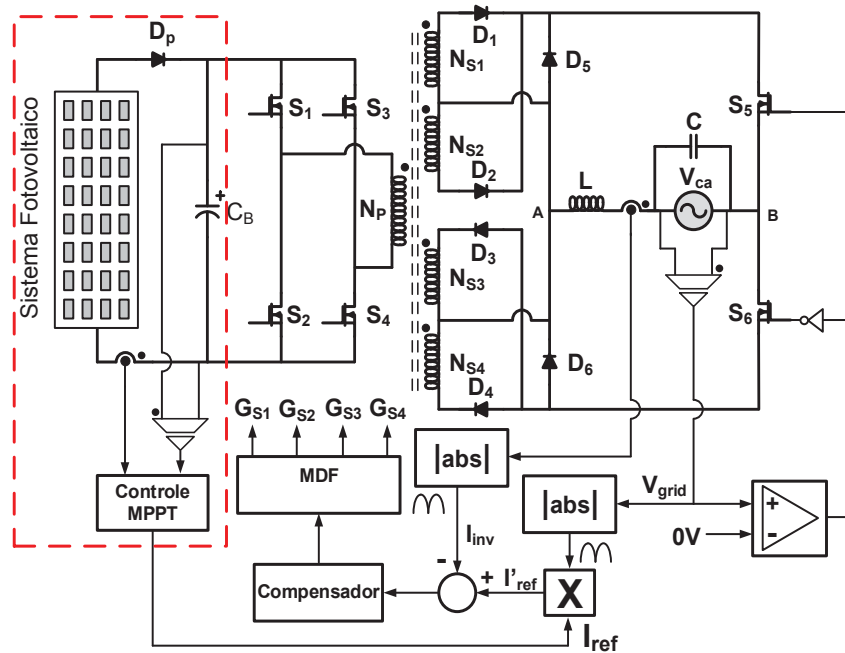 Sistema Fotovoltaico
Dp
+
CB
S1
S3
S2
S4
NP
D1
NS1
NS2
D2
D3
NS3
NS4
D4
D5
D6
A
L
C
Vca
B
S5
S6
GS1 GS2 GS3 GS4
MDF
|abs|
|abs|
Vgrid
0V
+
-
Controle
MPPT
Iinv
-
+ I'ref
Compensador
X
Iref